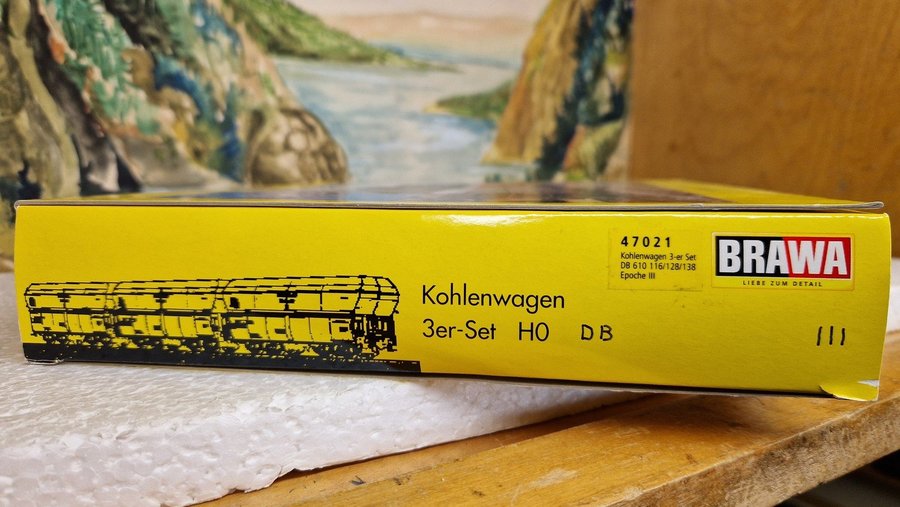 47021
Kohlenwagen 3-er Set
DB 610 116/128/138
Epoche III
BRAWA
LIEBE ZUM DETAIL
Kohlenwagen
3er-Set H0 DB
III